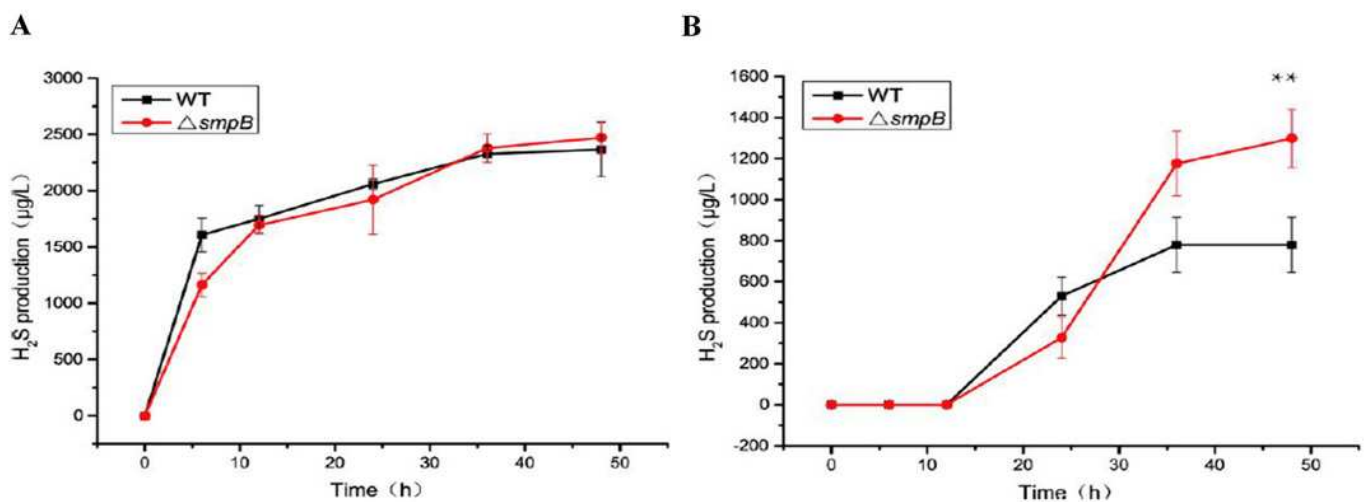 A
B
WT
△smpB
H₂S production (µg/L)
3000
2500
2000
1500
1000
500
0
0 10 20 30 40 50
Time (h)
WT
△smpB
**
H₂S production (µg/L)
1600
1400
1200
1000
800
600
400
200
0
-200
0 10 20 30 40 50
Time (h)